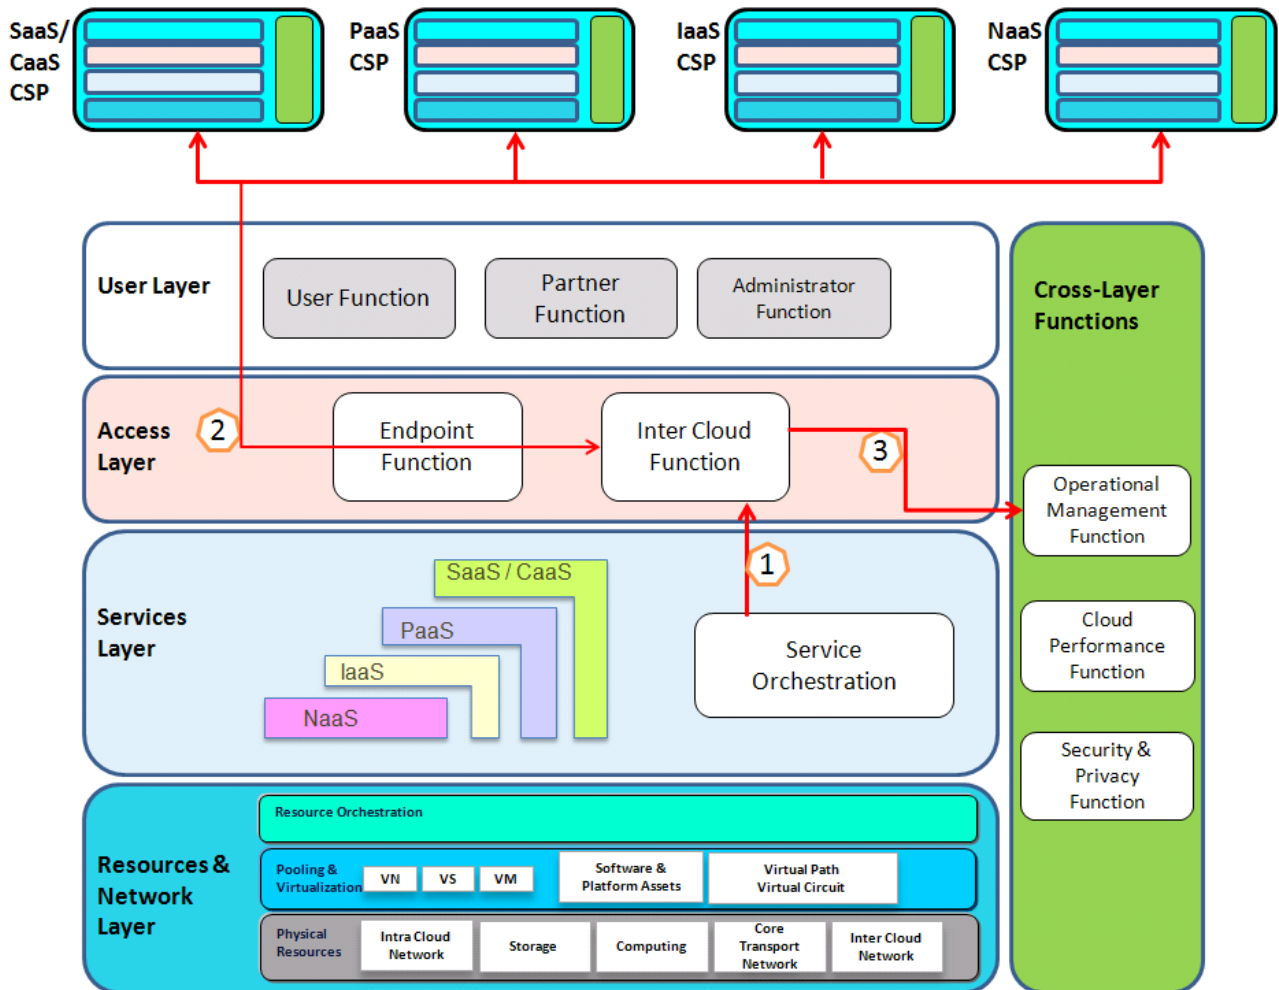 SaaS/
CaaS
CSP
PaaS
CSP
IaaS
CSP
NaaS
CSP
User Layer
User Function
Partner
Function
Administrator
Function
Cross-Layer
Functions
Access
Layer
2
Endpoint
Function
Inter Cloud
Function
3
Operational
Management
Function
1
Services
Layer
SaaS / CaaS
PaaS
IaaS
NaaS
Service
Orchestration
Cloud
Performance
Function
Security &
Privacy
Function
Resources &
Network
Layer
Resource Orchestration
Pooling &
Virtualization
VN
VS
VM
Software &
Platform Assets
Virtual Path
Virtual Circuit
Physical
Resources
Intra Cloud
Network
Storage
Computing
Core
Transport
Network
Inter Cloud
Network